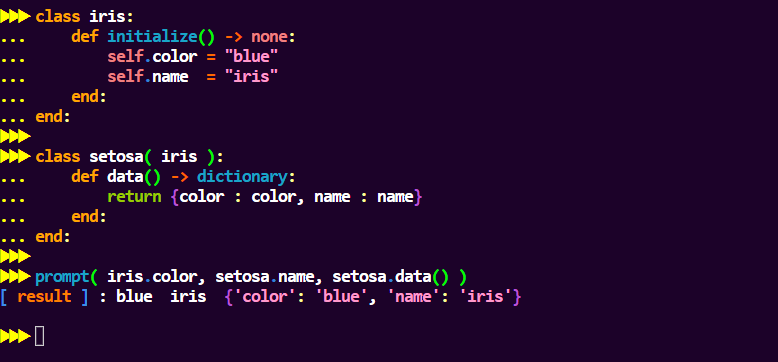 >>> class iris:
...     def initialize() -> none:
...         self.color = "blue"
...         self.name  = "iris"
...     end:
... end:
>>>
>>> class setosa( iris ):
...     def data() -> dictionary:
...         return {color : color, name : name}
...     end:
... end:
>>>
>>> prompt( iris.color, setosa.name, setosa.data() )
[ result ] : blue  iris  {'color': 'blue', 'name': 'iris'}
>>>